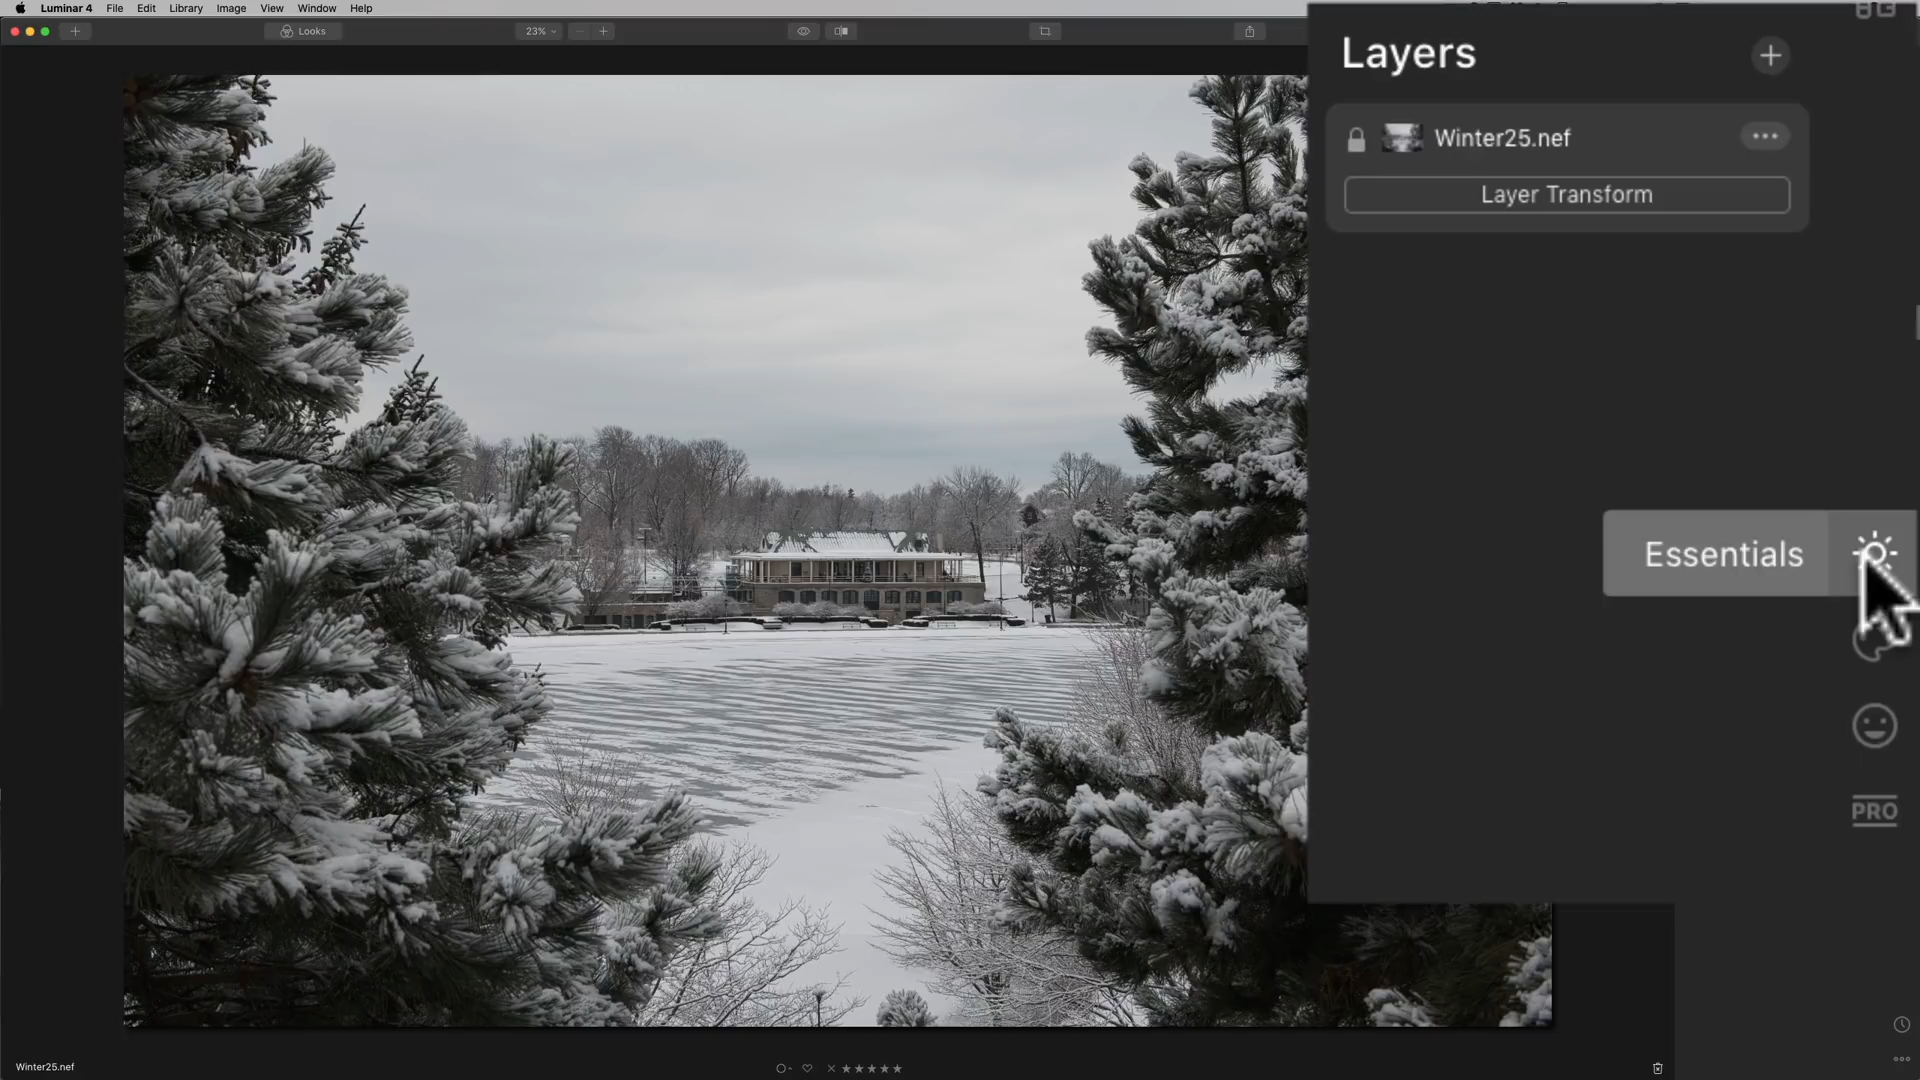 Luminar 4 File Edit Library Image View Window Help
Looks
23%
Layers
Winter25.nef
Layer Transform
Essentials
PRO
Winter25.nef